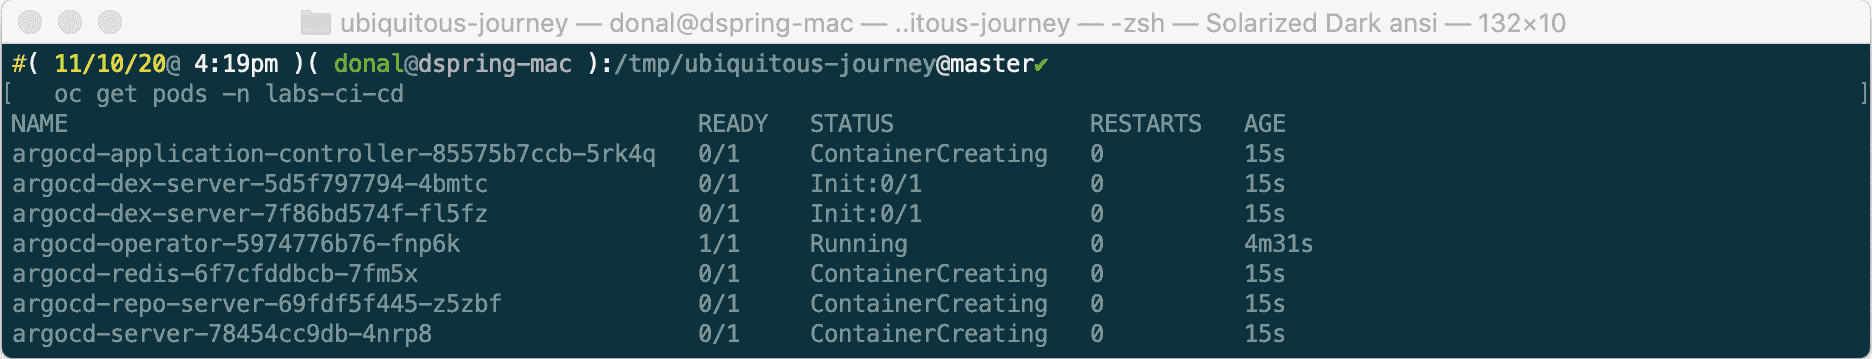 ubiquitous-journey — donal@dspring-mac — ..itous-journey — -zsh — Solarized Dark ansi — 132×10
#( 11/10/20@ 4:19pm )( donal@dspring-mac ):/tmp/ubiquitous-journey@master✔
[   oc get pods -n labs-ci-cd ]
NAME READY STATUS RESTARTS AGE
argocd-application-controller-85575b7ccb-5rk4q 0/1 ContainerCreating 0 15s
argocd-dex-server-5d5f797794-4bmtc 0/1 Init:0/1 0 15s
argocd-dex-server-7f86bd574f-fl5fz 0/1 Init:0/1 0 15s
argocd-operator-5974776b76-fnp6k 1/1 Running 0 4m31s
argocd-redis-6f7cfddbcb-7fm5x 0/1 ContainerCreating 0 15s
argocd-repo-server-69fdf5f445-z5zbf 0/1 ContainerCreating 0 15s
argocd-server-78454cc9db-4nrp8 0/1 ContainerCreating 0 15s